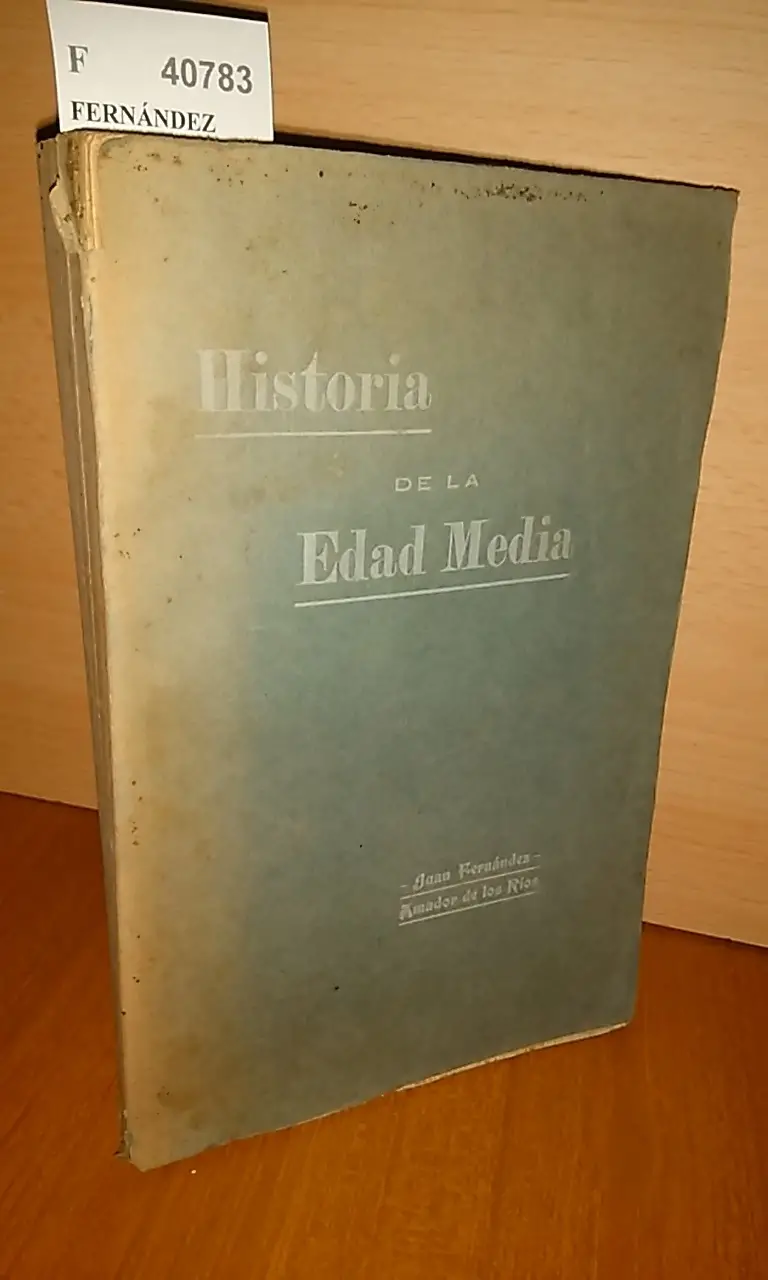 F 40783
FERNÁNDEZ
Historia
DE LA
Edad Media
- Juan Fernández -
Amador de los Ríos